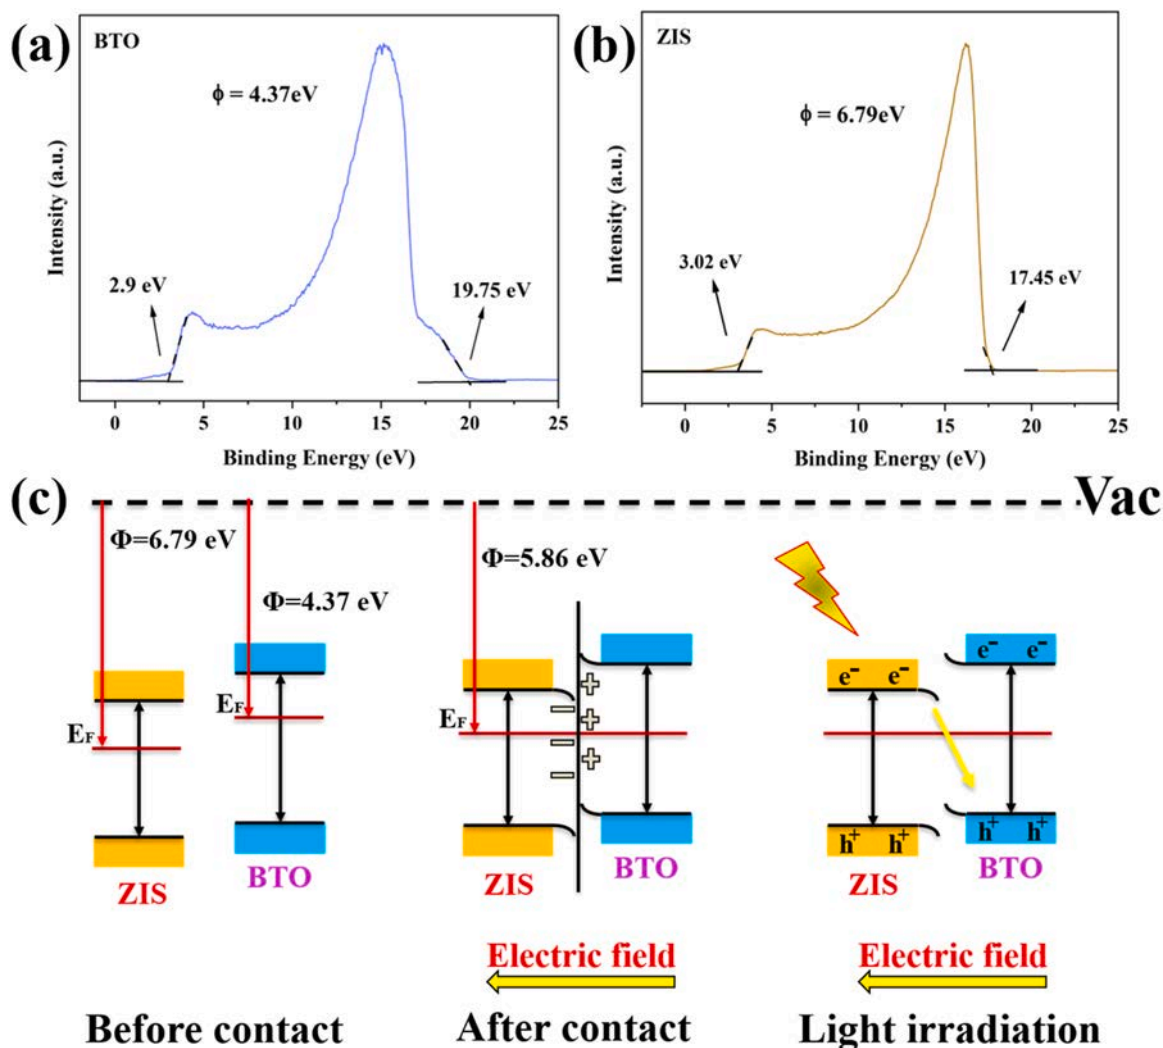 (a)
BTO
ϕ = 4.37eV
2.9 eV
19.75 eV
Intensity (a.u.)
0 5 10 15 20 25
Binding Energy (eV)
(b)
ZIS
ϕ = 6.79eV
3.02 eV
17.45 eV
Intensity (a.u.)
0 5 10 15 20 25
Binding Energy (eV)
(c)
Vac
Φ=6.79 eV
Φ=4.37 eV
EF
EF
ZIS
BTO
Before contact
Φ=5.86 eV
EF
+
+
+
−
−
−
ZIS
BTO
Electric field
After contact
e⁻ e⁻
e⁻ e⁻
h⁺ h⁺
h⁺ h⁺
ZIS
BTO
Electric field
Light irradiation